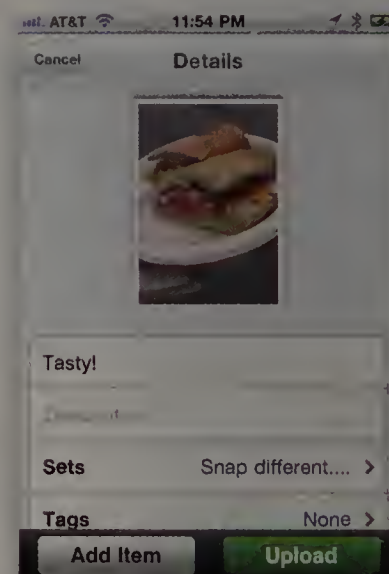 AT&T 11:54 PM
Cancel Details
Tasty!
Sets Snap different.... >
Tags None >
Add Item Upload